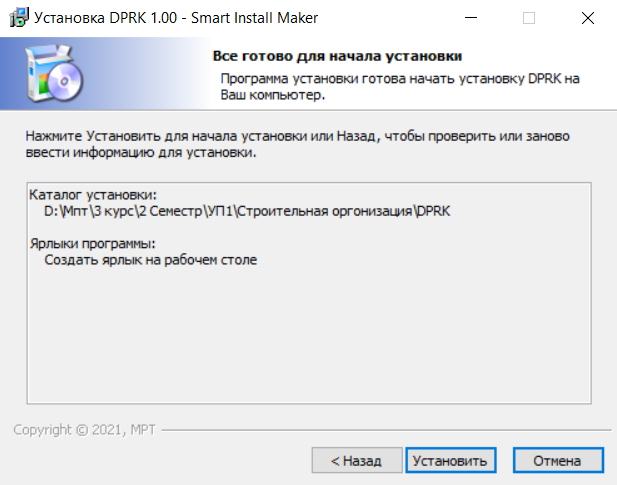 Установка DPRK 1.00 - Smart Install Maker
Все готово для начала установки
Программа установки готова начать установку DPRK на
Ваш компьютер.
Нажмите Установить для начала установки или Назад, чтобы проверить или заново
ввести информацию для установки.
Каталог установки:
D:\Мпт\3 курс\2 Семестр\УП1\Строительная оргонизация\DPRK
Ярлыки программы:
Создать ярлык на рабочем столе
Copyright © 2021, MPT
< Назад
Установить
Отмена